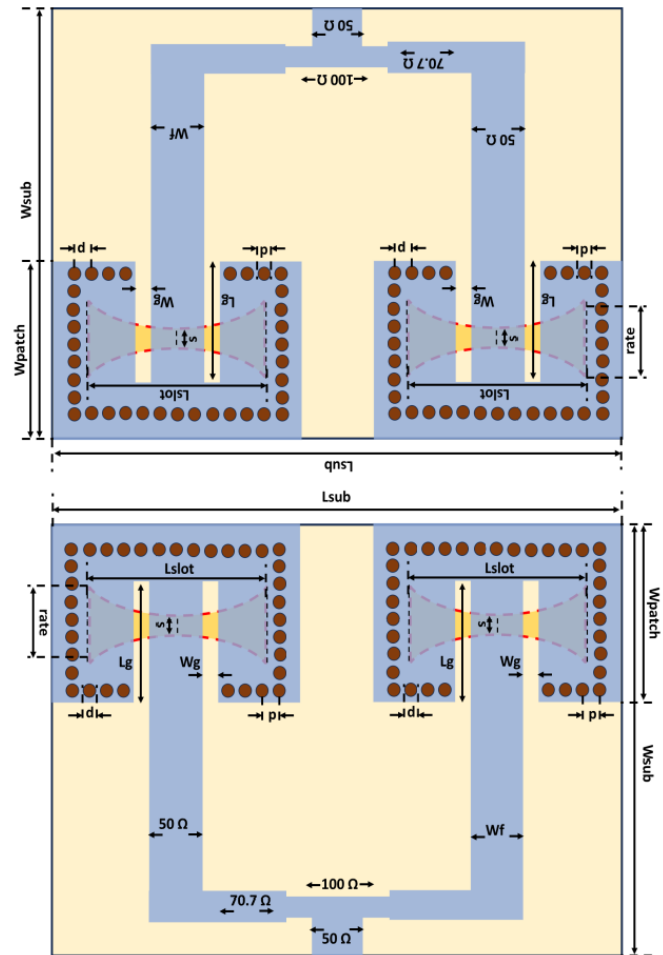 50 Ω
70.7 Ω
100 Ω
Wf
50 Ω
Wsub
d
p
d
p
Wg
Lg
Wg
Lg
Wpatch
s
s
rate
Lslot
Lslot
Lsub
Lsub
Lslot
Lslot
rate
s
s
Wpatch
Lg
Wg
Lg
Wg
p
d
p
d
Wsub
50 Ω
Wf
100 Ω
70.7 Ω
50 Ω